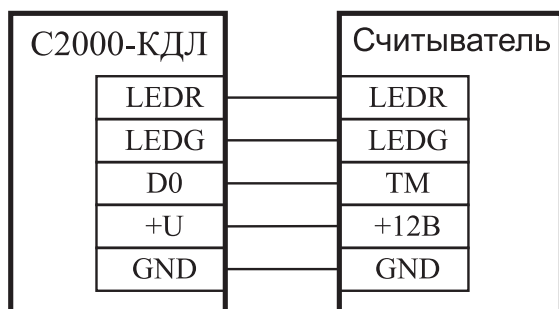 С2000-КДЛ Считыватель
LEDR LEDR
LEDG LEDG
D0 TM
+U +12В
GND GND